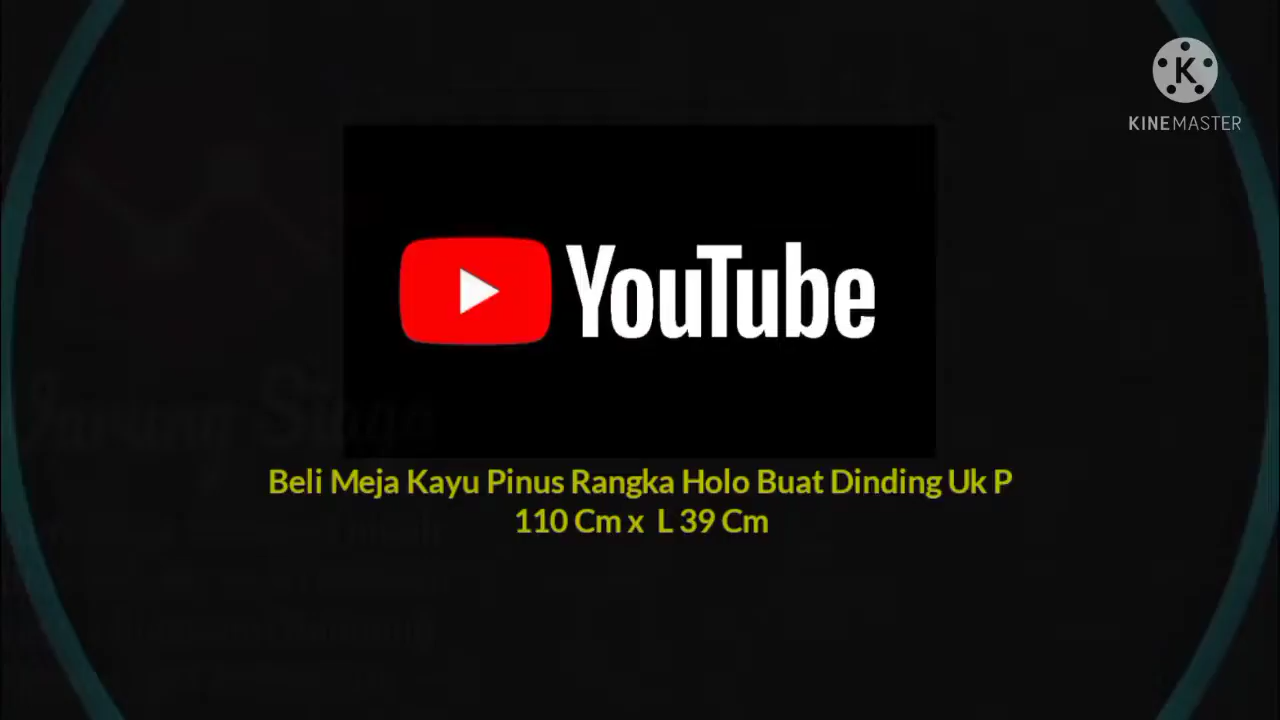 K
KINEMASTER
YouTube
Beli Meja Kayu Pinus Rangka Holo Buat Dinding Uk P
110 Cm x L 39 Cm